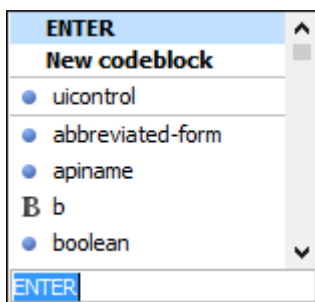 ENTER
New codeblock
uicontrol
abbreviated-form
apiname
B b
boolean
ENTER